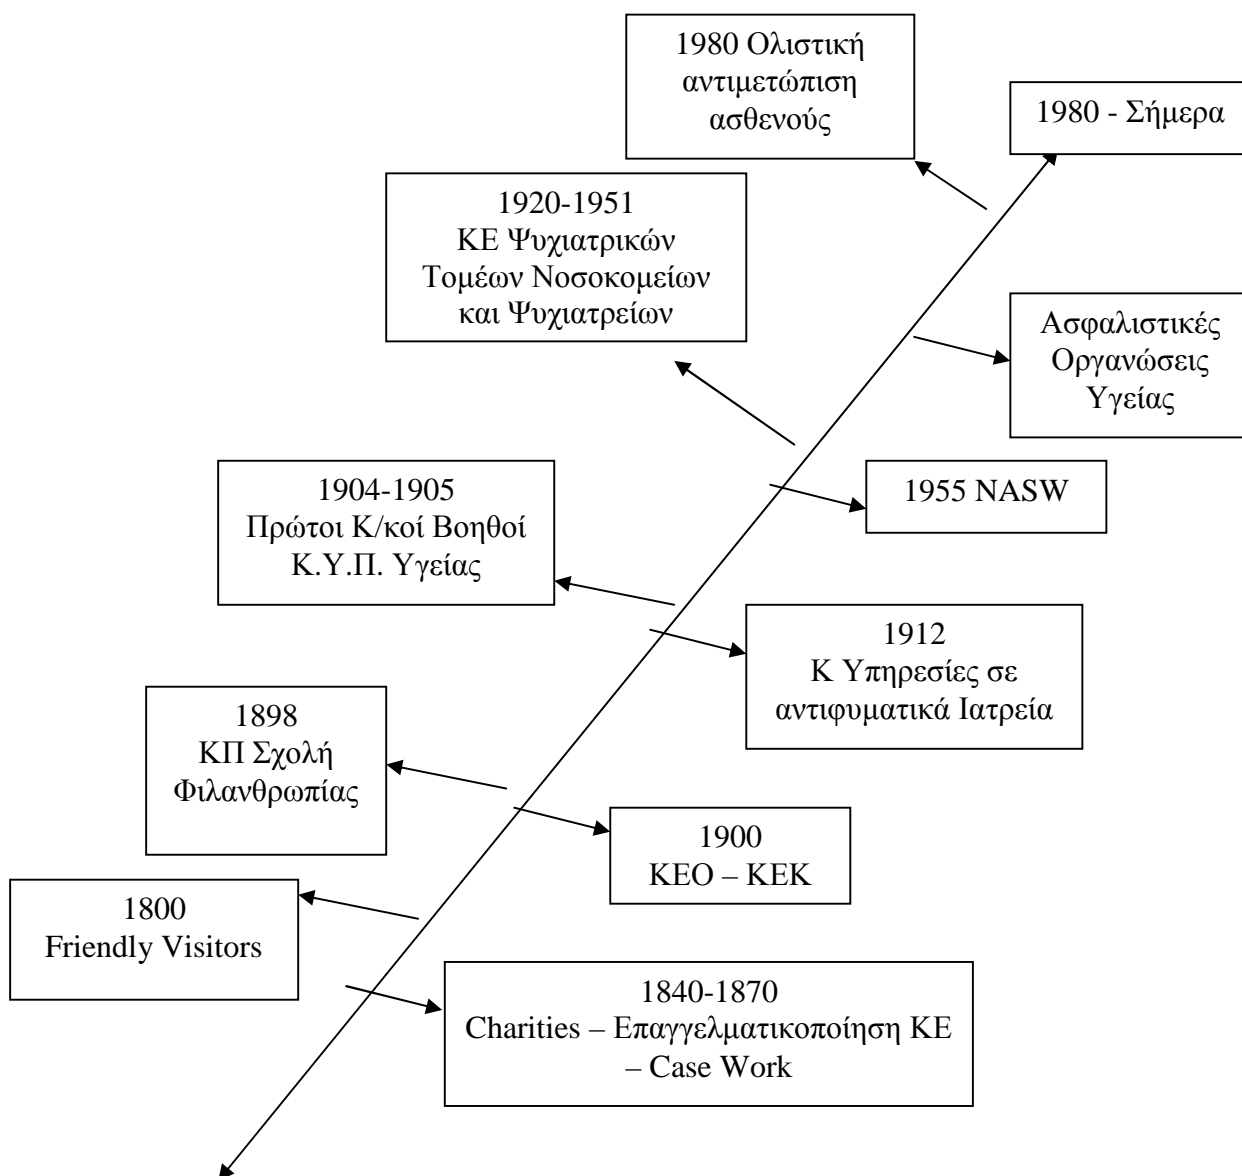 1980 Ολιστική
αντιμετώπιση
ασθενούς
1980 - Σήμερα
1920-1951
ΚΕ Ψυχιατρικών
Τομέων Νοσοκομείων
και Ψυχιατρείων
Ασφαλιστικές
Οργανώσεις
Υγείας
1904-1905
Πρώτοι Κ/κοί Βοηθοί
Κ.Υ.Π. Υγείας
1955 NASW
1912
Κ Υπηρεσίες σε
αντιφυματικά Ιατρεία
1898
ΚΠ Σχολή
Φιλανθρωπίας
1900
ΚΕΟ – ΚΕΚ
1800
Friendly Visitors
1840-1870
Charities – Επαγγελματικοποίηση ΚΕ
– Case Work